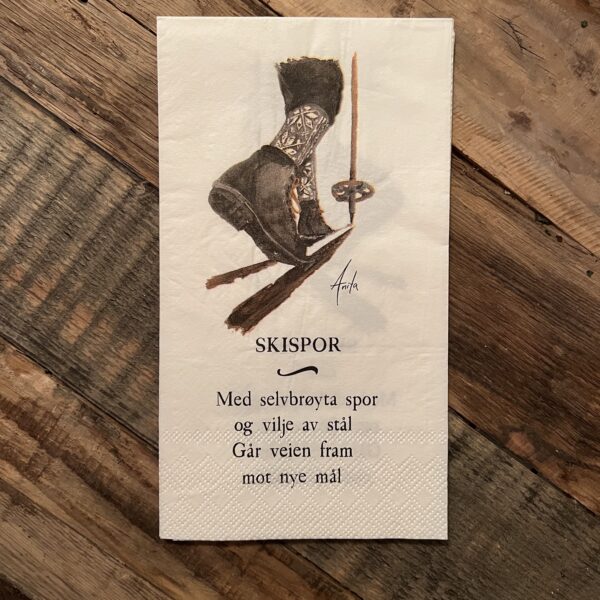 Anita
SKISPOR
Med selvbrøyta spor
og vilje av stål
Går veien fram
mot nye mål